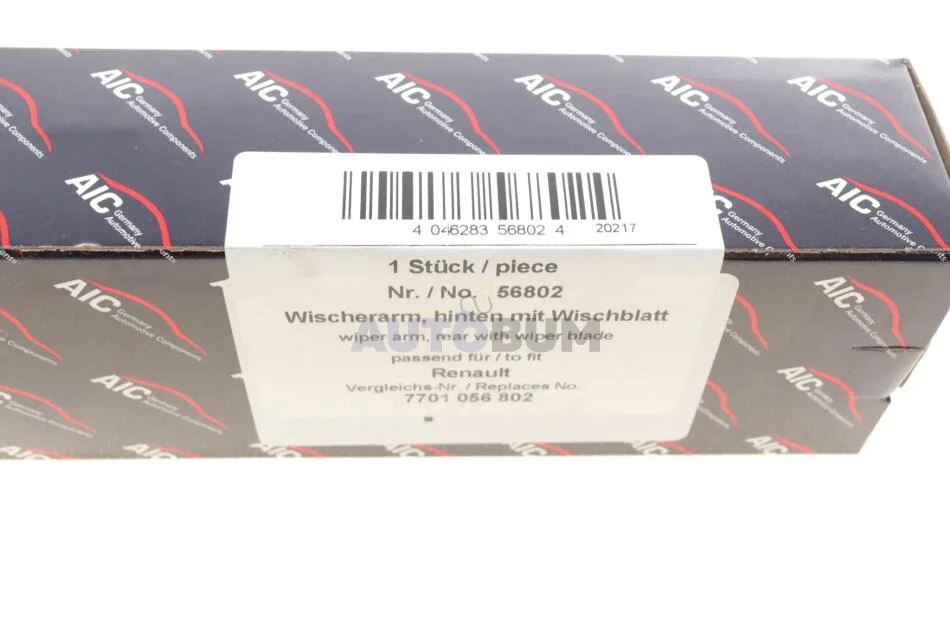 AIC Germany Automotive Components
4 046283 56802 4 20217
1 Stück / piece
Nr. / No. 56802
Wischerarm, hinten mit Wischblatt
AUTOBUM
wiper arm, rear with wiper blade
passend für / to fit
Renault
Vergleichs-Nr. / Replaces No.
7701 056 802